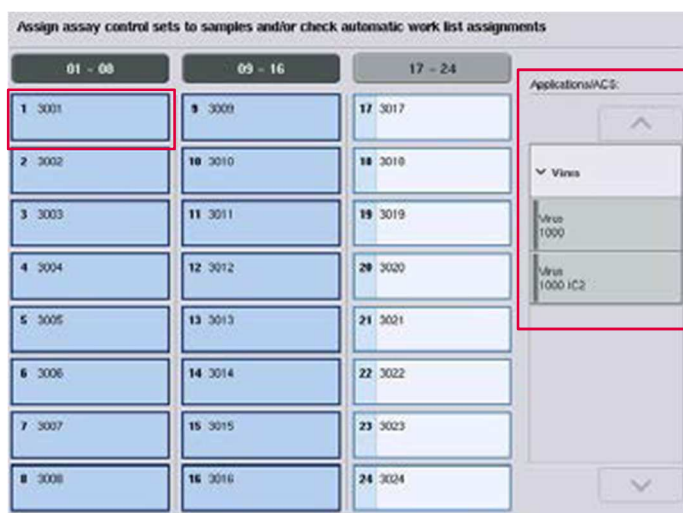 Assign assay control sets to samples and/or check automatic work list assignments
01 - 08
09 - 16
17 - 24
Applications/ACS:
1 3001
9 3009
17 3017
2 3002
10 3010
18 3018
Virus
3 3003
11 3011
19 3019
Virus
1000
4 3004
12 3012
20 3020
Virus
1000 IC2
5 3005
13 3013
21 3021
6 3006
14 3014
22 3022
7 3007
15 3015
23 3023
8 3008
16 3016
24 3024